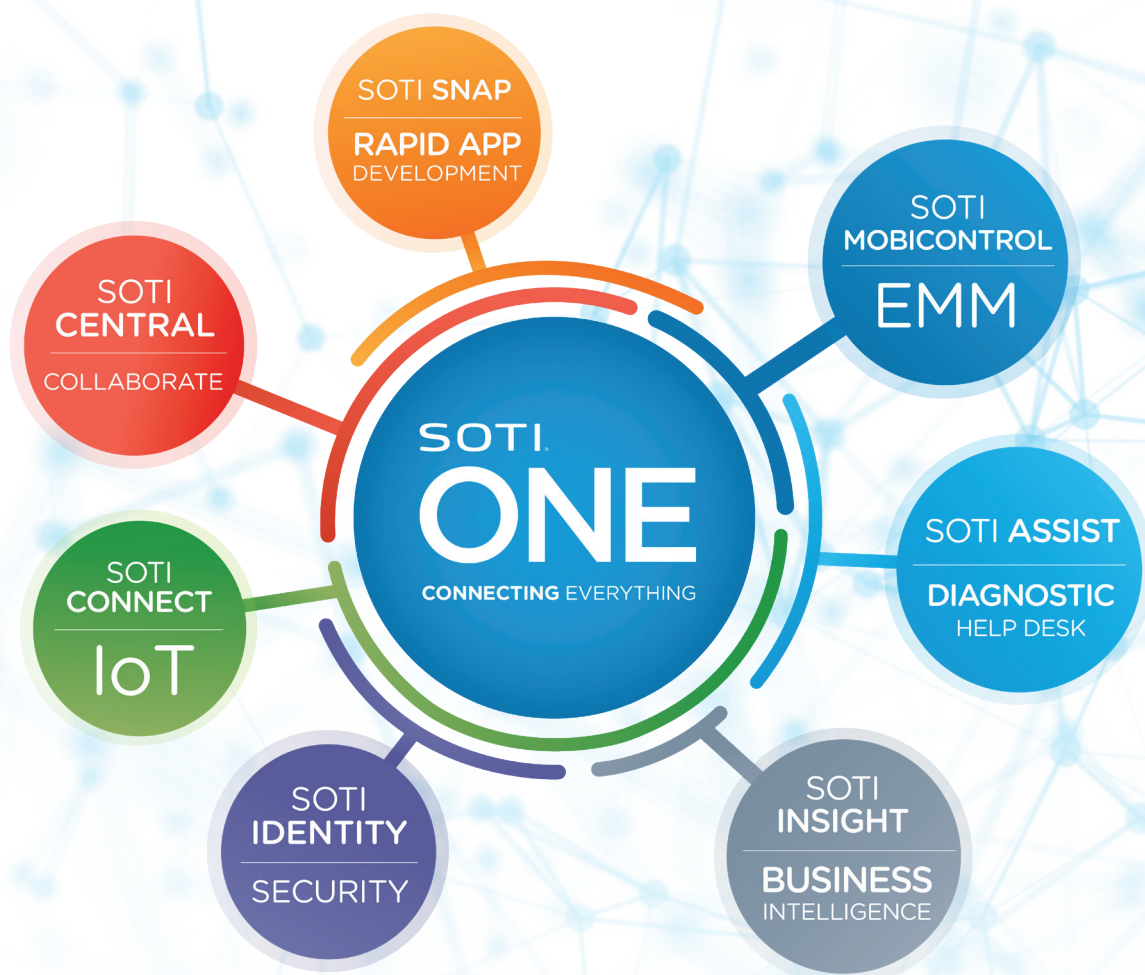 SOTI SNAP
RAPID APP
DEVELOPMENT
SOTI
MOBICONTROL
EMM
SOTI
CENTRAL
COLLABORATE
SOTI.
ONE
CONNECTING EVERYTHING
SOTI ASSIST
DIAGNOSTIC
HELP DESK
SOTI
CONNECT
IoT
SOTI
IDENTITY
SECURITY
SOTI
INSIGHT
BUSINESS
INTELLIGENCE